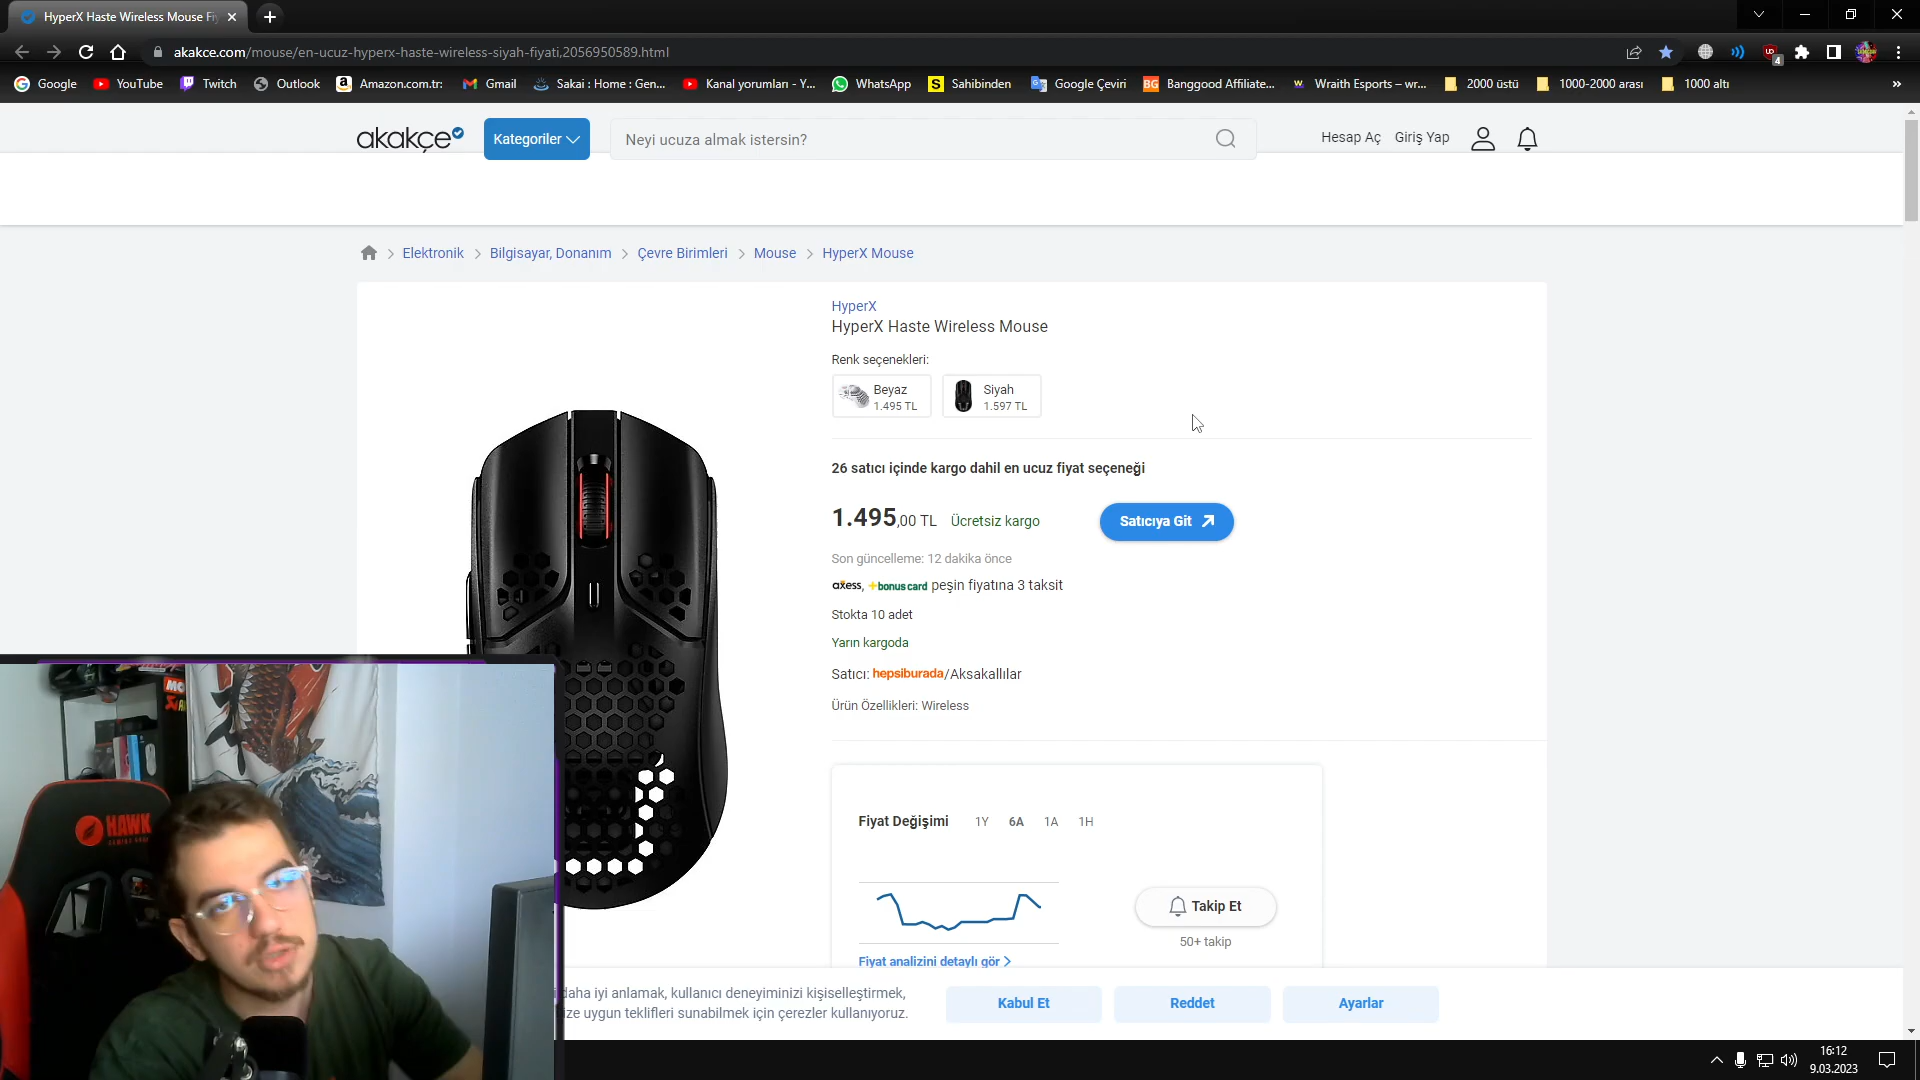 HyperX Haste Wireless Mouse Fi
akakce.com/mouse/en-ucuz-hyperx-haste-wireless-siyah-fiyati,2056950589.html
4
Google YouTube Twitch Outlook Amazon.com.tr: Gmail Sakai : Home : Gen... Kanal yorumları - Y... WhatsApp Sahibinden Google Çeviri Banggood Affiliate... Wraith Esports – wr... 2000 üstü 1000-2000 arası 1000 altı »
akakçe Kategoriler Neyi ucuza almak istersin? Hesap Aç Giriş Yap
Elektronik Bilgisayar, Donanım Çevre Birimleri Mouse HyperX Mouse
HyperX
HyperX Haste Wireless Mouse
Renk seçenekleri:
Beyaz Siyah
1.495 TL 1.597 TL
26 satıcı içinde kargo dahil en ucuz fiyat seçeneği
1.495,00 TL Ücretsiz kargo Satıcıya Git
Son güncelleme: 12 dakika önce
axess, +bonuscard peşin fiyatına 3 taksit
Stokta 10 adet
Yarın kargoda
Satıcı: hepsiburada/Aksakallılar
Ürün Özellikleri: Wireless
Fiyat Değişimi 1Y 6A 1A 1H
HAWK
Takip Et
50+ takip
Fiyat analizini detaylı gör
daha iyi anlamak, kullanıcı deneyiminizi kişiselleştirmek,
ize uygun teklifleri sunabilmek için çerezler kullanıyoruz.
Kabul Et Reddet Ayarlar
16:12
9.03.2023